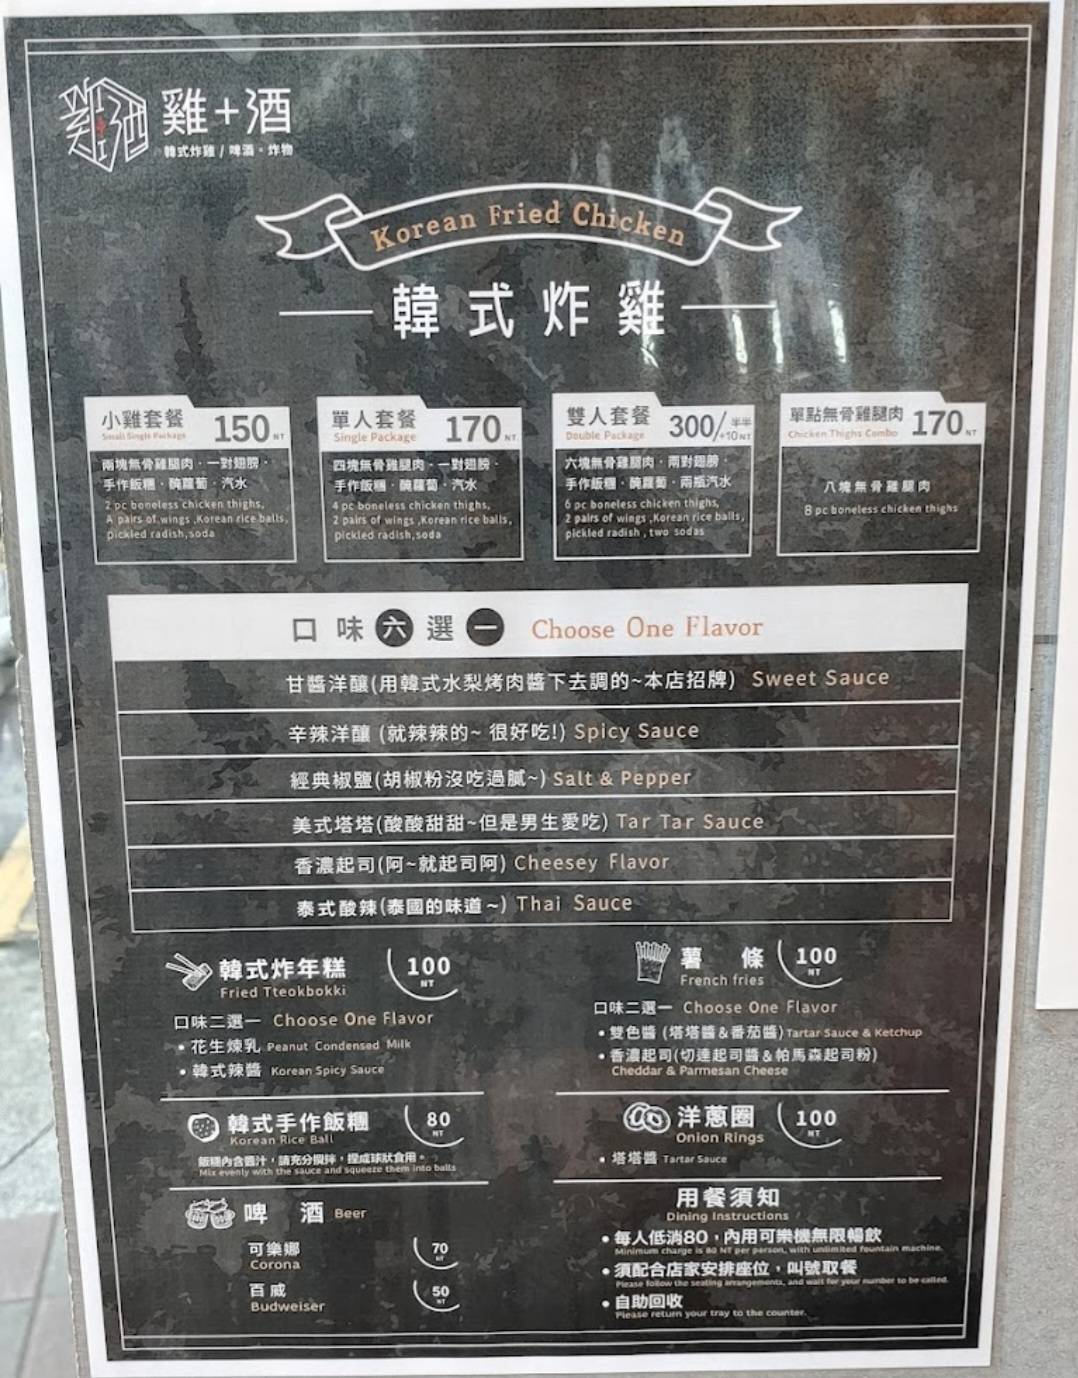 雞+酒
韓式炸雞 / 啤酒・炸物
Korean Fried Chicken
韓式炸雞
小雞套餐 150 NT
Small Single Package
兩塊無骨雞腿肉・一對翅膀・
手作飯糰・醃蘿蔔・汽水
2 pc boneless chicken thighs,
A pairs of wings ,Korean rice balls,
pickled radish,soda
單人套餐 170 NT
Single Package
四塊無骨雞腿肉・一對翅膀・
手作飯糰・醃蘿蔔・汽水
4 pc boneless chicken thighs,
2 pairs of wings ,Korean rice balls,
pickled radish,soda
雙人套餐 300/半半+10NT
Double Package
六塊無骨雞腿肉・兩對翅膀・
手作飯糰・醃蘿蔔・兩瓶汽水
6 pc boneless chicken thighs,
2 pairs of wings ,Korean rice balls,
pickled radish , two sodas
單點無骨雞腿肉 170 NT
Chicken Thighs Combo
八塊無骨雞腿肉
8 pc boneless chicken thighs
口味六選一 Choose One Flavor
甘醬洋釀(用韓式水梨烤肉醬下去調的~本店招牌) Sweet Sauce
辛辣洋釀 (就辣辣的~ 很好吃!) Spicy Sauce
經典椒鹽(胡椒粉沒吃過膩~) Salt & Pepper
美式塔塔(酸酸甜甜~但是男生愛吃) Tar Tar Sauce
香濃起司(阿~就起司阿) Cheesey Flavor
泰式酸辣(泰國的味道~) Thai Sauce
韓式炸年糕 100 NT
Fried Tteokbokki
口味二選一 Choose One Flavor
• 花生煉乳 Peanut Condensed Milk
• 韓式辣醬 Korean Spicy Sauce
薯條 100 NT
French fries
口味二選一 Choose One Flavor
• 雙色醬 (塔塔醬&番茄醬) Tartar Sauce & Ketchup
• 香濃起司(切達起司醬&帕馬森起司粉)
Cheddar & Parmesan Cheese
韓式手作飯糰 80 NT
Korean Rice Ball
飯糰內含醬汁，請充分攪拌，捏成球狀食用。
Mix evenly with the sauce and squeeze them into balls
洋蔥圈 100 NT
Onion Rings
• 塔塔醬 Tartar Sauce
啤酒 Beer
可樂娜 70 NT
Corona
百威 50 NT
Budweiser
用餐須知
Dining Instructions
• 每人低消80，內用可樂機無限暢飲
Minimum charge is 80 NT per person, with unlimited fountain machine.
• 須配合店家安排座位，叫號取餐
Please follow the seating arrangements, and wait for your number to be called.
• 自助回收
Please return your tray to the counter.